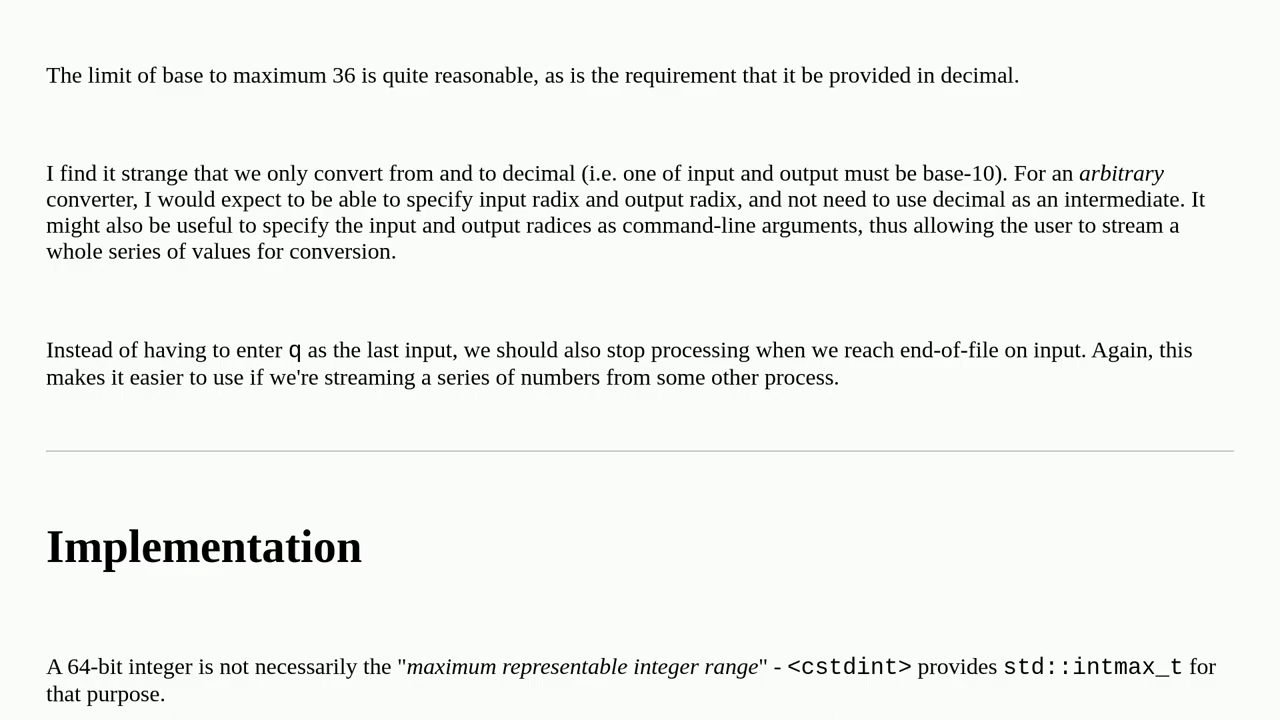 The limit of base to maximum 36 is quite reasonable, as is the requirement that it be provided in decimal.
I find it strange that we only convert from and to decimal (i.e. one of input and output must be base-10). For an arbitrary
converter, I would expect to be able to specify input radix and output radix, and not need to use decimal as an intermediate. It
might also be useful to specify the input and output radices as command-line arguments, thus allowing the user to stream a
whole series of values for conversion.
Instead of having to enter q as the last input, we should also stop processing when we reach end-of-file on input. Again, this
makes it easier to use if we're streaming a series of numbers from some other process.
Implementation
A 64-bit integer is not necessarily the "maximum representable integer range" - <cstdint> provides std::intmax_t for
that purpose.